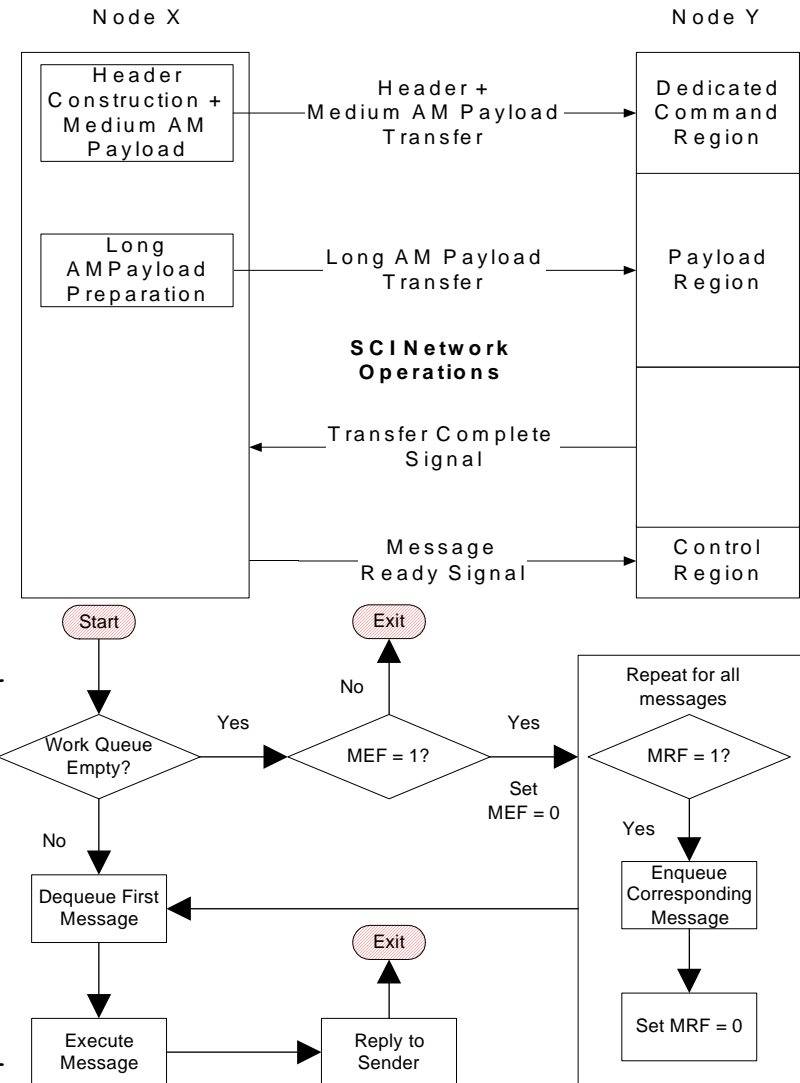 Node X
Node Y
Header
Construction +
Medium AM
Payload
Header +
Medium AM Payload
Transfer
Dedicated
Command
Region
Long
AMPayload
Preparation
Long AM Payload
Transfer
Payload
Region
SCI Network
Operations
Transfer Complete
Signal
Message
Ready Signal
Control
Region
Start
Exit
No
Repeat for all
messages
Work Queue
Empty?
Yes
MEF = 1?
Yes
Set
MEF = 0
MRF = 1?
No
Yes
Dequeue First
Message
Enqueue
Corresponding
Message
Exit
Execute
Message
Reply to
Sender
Set MRF = 0